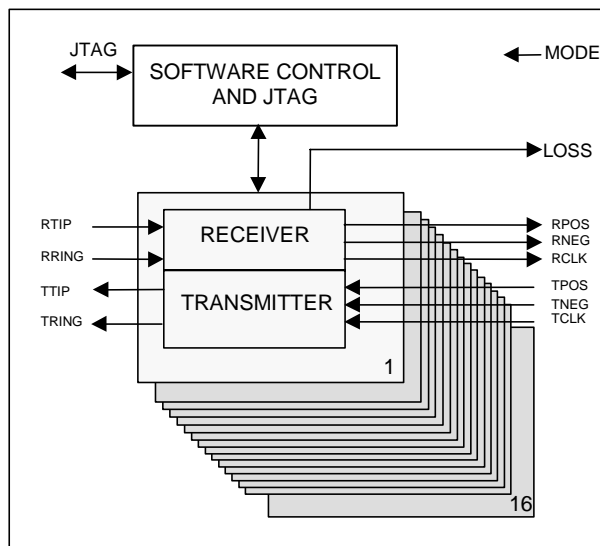 JTAG
MODE
SOFTWARE CONTROL
AND JTAG
LOSS
RTIP
RRING
TTIP
TRING
RECEIVER
TRANSMITTER
RPOS
RNEG
RCLK
TPOS
TNEG
TCLK
1
16